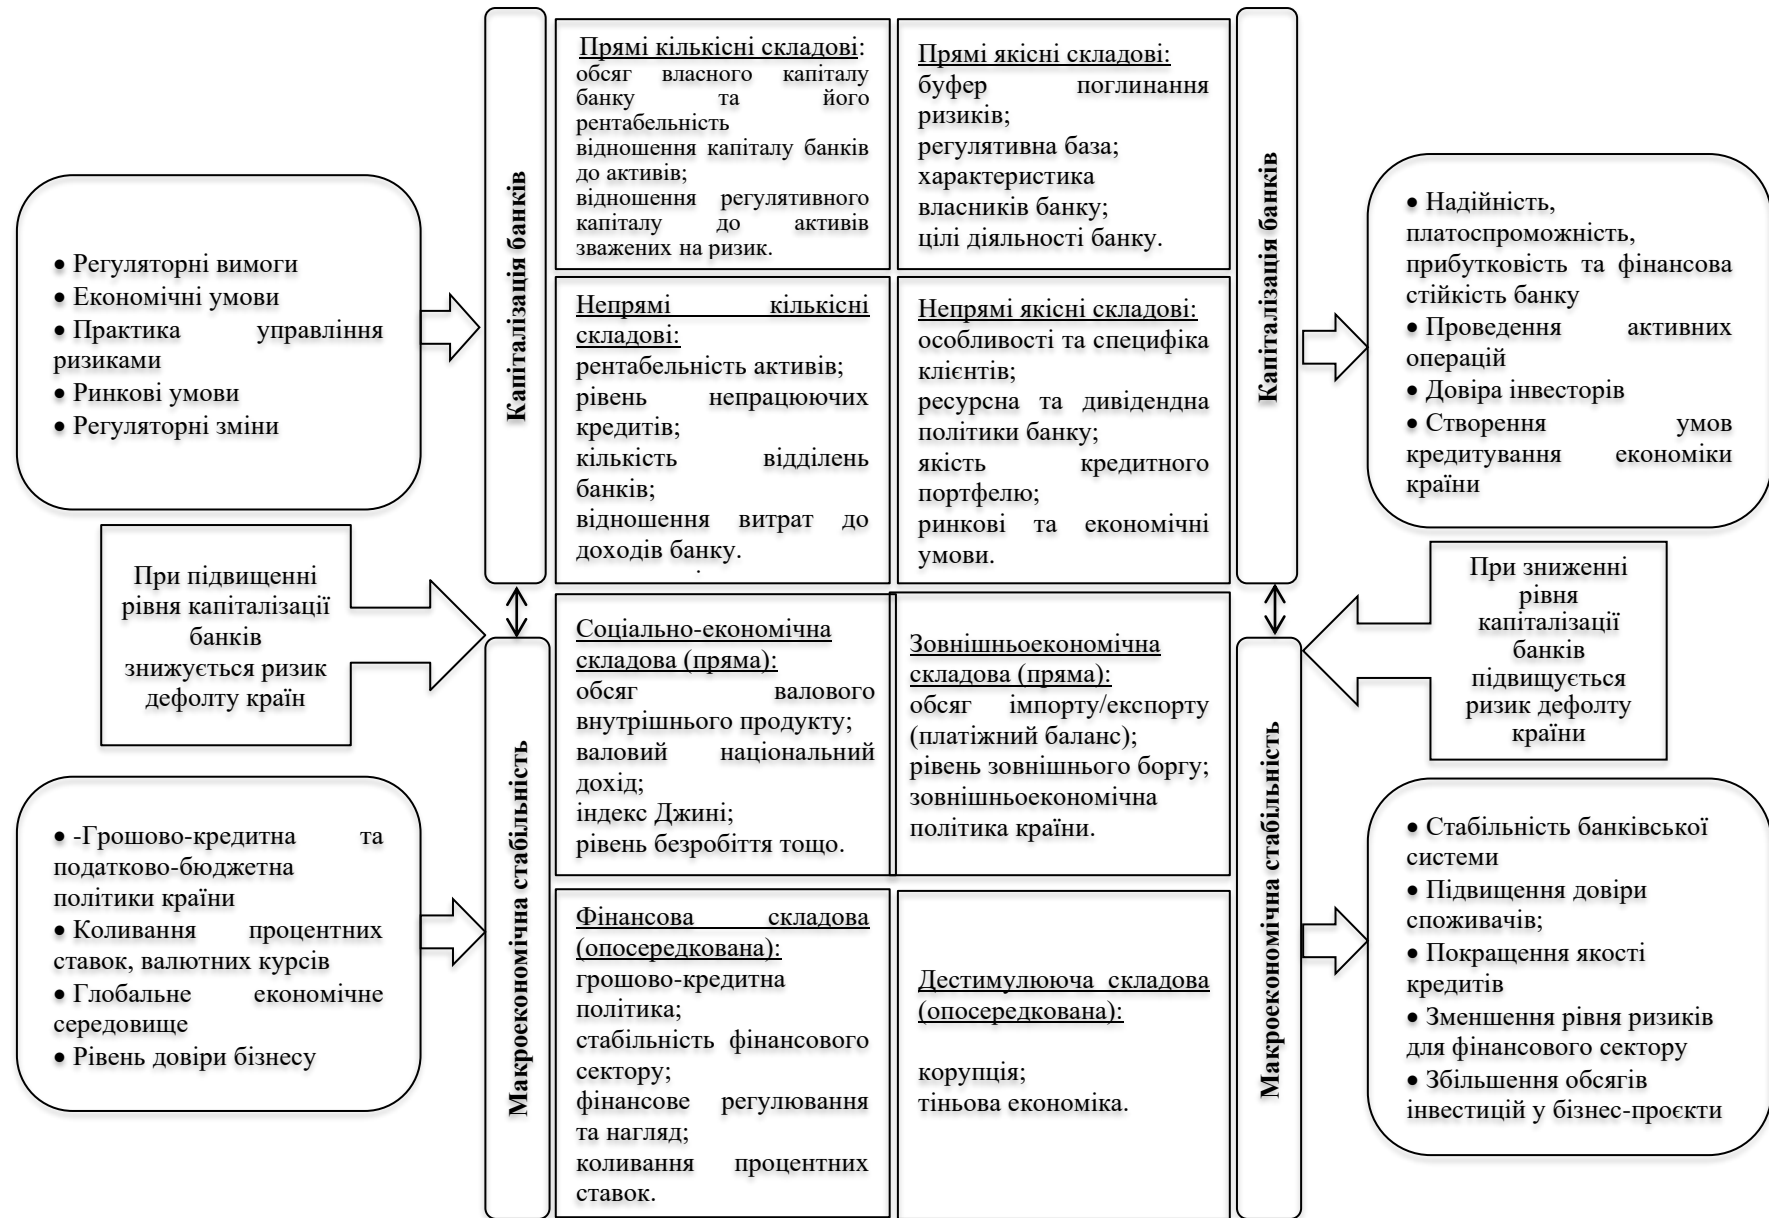 Прямі кількісні складові:
обсяг власного капіталу
банку та його
рентабельність
відношення капіталу банків
до активів;
відношення регулятивного
капіталу до активів
зважених на ризик.
Прямі якісні складові:
буфер поглинання
ризиків;
регулятивна база;
характеристика
власників банку;
цілі діяльності банку.
Капіталізація банків
Капіталізація банків
• Регуляторні вимоги
• Економічні умови
• Практика управління
ризиками
• Ринкові умови
• Регуляторні зміни
Непрямі кількісні
складові:
рентабельність активів;
рівень непрацюючих
кредитів;
кількість відділень
банків;
відношення витрат до
доходів банку.
Непрямі якісні складові:
особливості та специфіка
клієнтів;
ресурсна та дивідендна
політики банку;
якість кредитного
портфелю;
ринкові та економічні
умови.
• Надійність,
платоспроможність,
прибутковість та фінансова
стійкість банку
• Проведення активних
операцій
• Довіра інвесторів
• Створення умов
кредитування економіки
країни
При підвищенні
рівня капіталізації
банків
знижується ризик
дефолту країн
При зниженні
рівня
капіталізації
банків
підвищується
ризик дефолту
країни
Соціально-економічна
складова (пряма):
обсяг валового
внутрішнього продукту;
валовий національний
дохід;
індекс Джині;
рівень безробіття тощо.
Зовнішньоекономічна
складова (пряма):
обсяг імпорту/експорту
(платіжний баланс);
рівень зовнішнього боргу;
зовнішньоекономічна
політика країни.
Макроекономічна стабільність
Макроекономічна стабільність
• -Грошово-кредитна та
податково-бюджетна
політики країни
• Коливання процентних
ставок, валютних курсів
• Глобальне економічне
середовище
• Рівень довіри бізнесу
Фінансова складова
(опосередкована):
грошово-кредитна
політика;
стабільність фінансового
сектору;
фінансове регулювання
та нагляд;
коливання процентних
ставок.
Дестимулююча складова
(опосередкована):
корупція;
тіньова економіка.
• Стабільність банківської
системи
• Підвищення довіри
споживачів;
• Покращення якості
кредитів
• Зменшення рівня ризиків
для фінансового сектору
• Збільшення обсягів
інвестицій у бізнес-проєкти